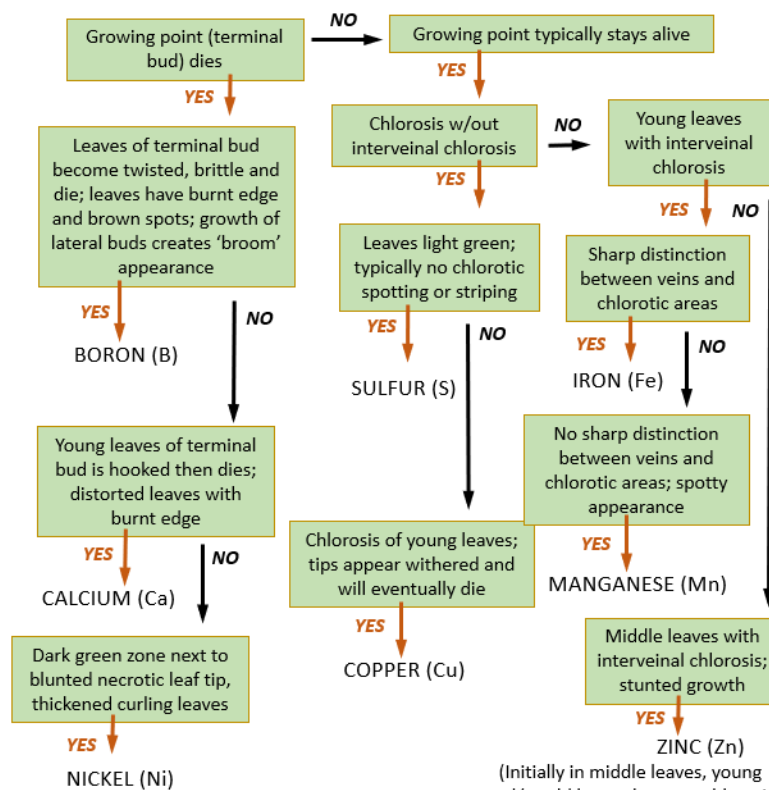 Growing point (terminal
bud) dies
NO
Growing point typically stays alive
YES
YES
Leaves of terminal bud
become twisted, brittle and
die; leaves have burnt edge
and brown spots; growth of
lateral buds creates ‘broom’
appearance
Chlorosis w/out
interveinal chlorosis
NO
Young leaves
with interveinal
chlorosis
YES
YES
NO
Leaves light green;
typically no chlorotic
spotting or striping
Sharp distinction
between veins and
chlorotic areas
YES
NO
YES
NO
YES
NO
BORON (B)
SULFUR (S)
IRON (Fe)
Young leaves of terminal
bud is hooked then dies;
distorted leaves with
burnt edge
No sharp distinction
between veins and
chlorotic areas; spotty
appearance
YES
NO
Chlorosis of young leaves;
tips appear withered and
will eventually die
YES
CALCIUM (Ca)
MANGANESE (Mn)
YES
Dark green zone next to
blunted necrotic leaf tip,
thickened curling leaves
COPPER (Cu)
Middle leaves with
interveinal chlorosis;
stunted growth
YES
YES
NICKEL (Ni)
ZINC (Zn)
(Initially in middle leaves, young